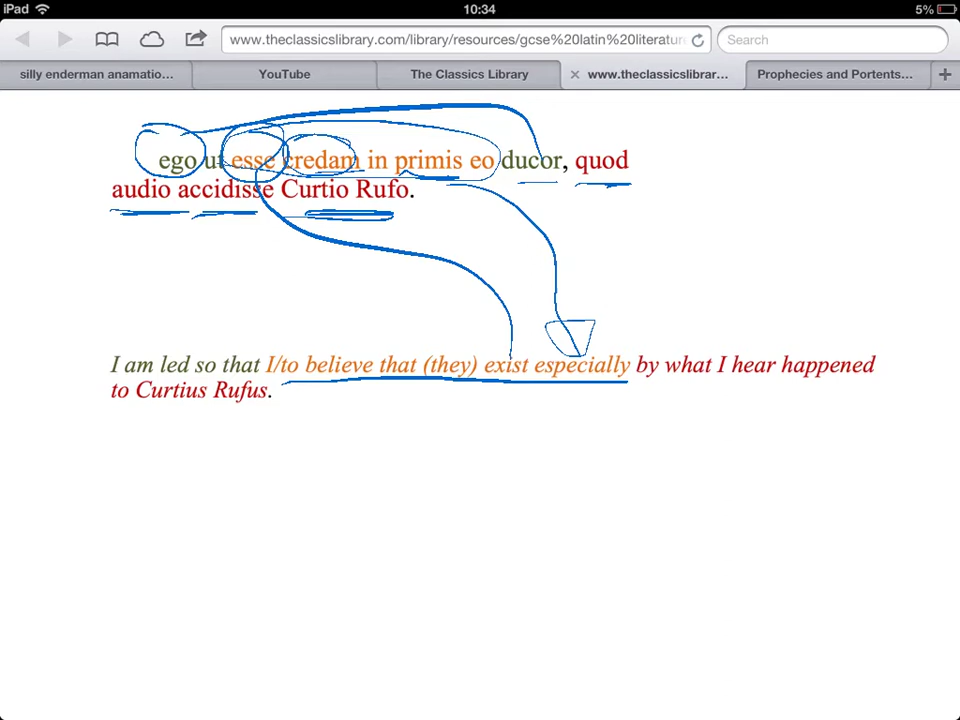 iPad
10:34
5%
www.theclassicslibrary.com/library/resources/gcse%20latin%20literatur
Search
silly enderman anamatio...
YouTube
The Classics Library
www.theclassicslibrar...
Prophecies and Portents...
ego ut esse credam in primis eo ducor, quod
audio accidisse Curtio Rufo.
I am led so that I/to believe that (they) exist especially by what I hear happened
to Curtius Rufus.